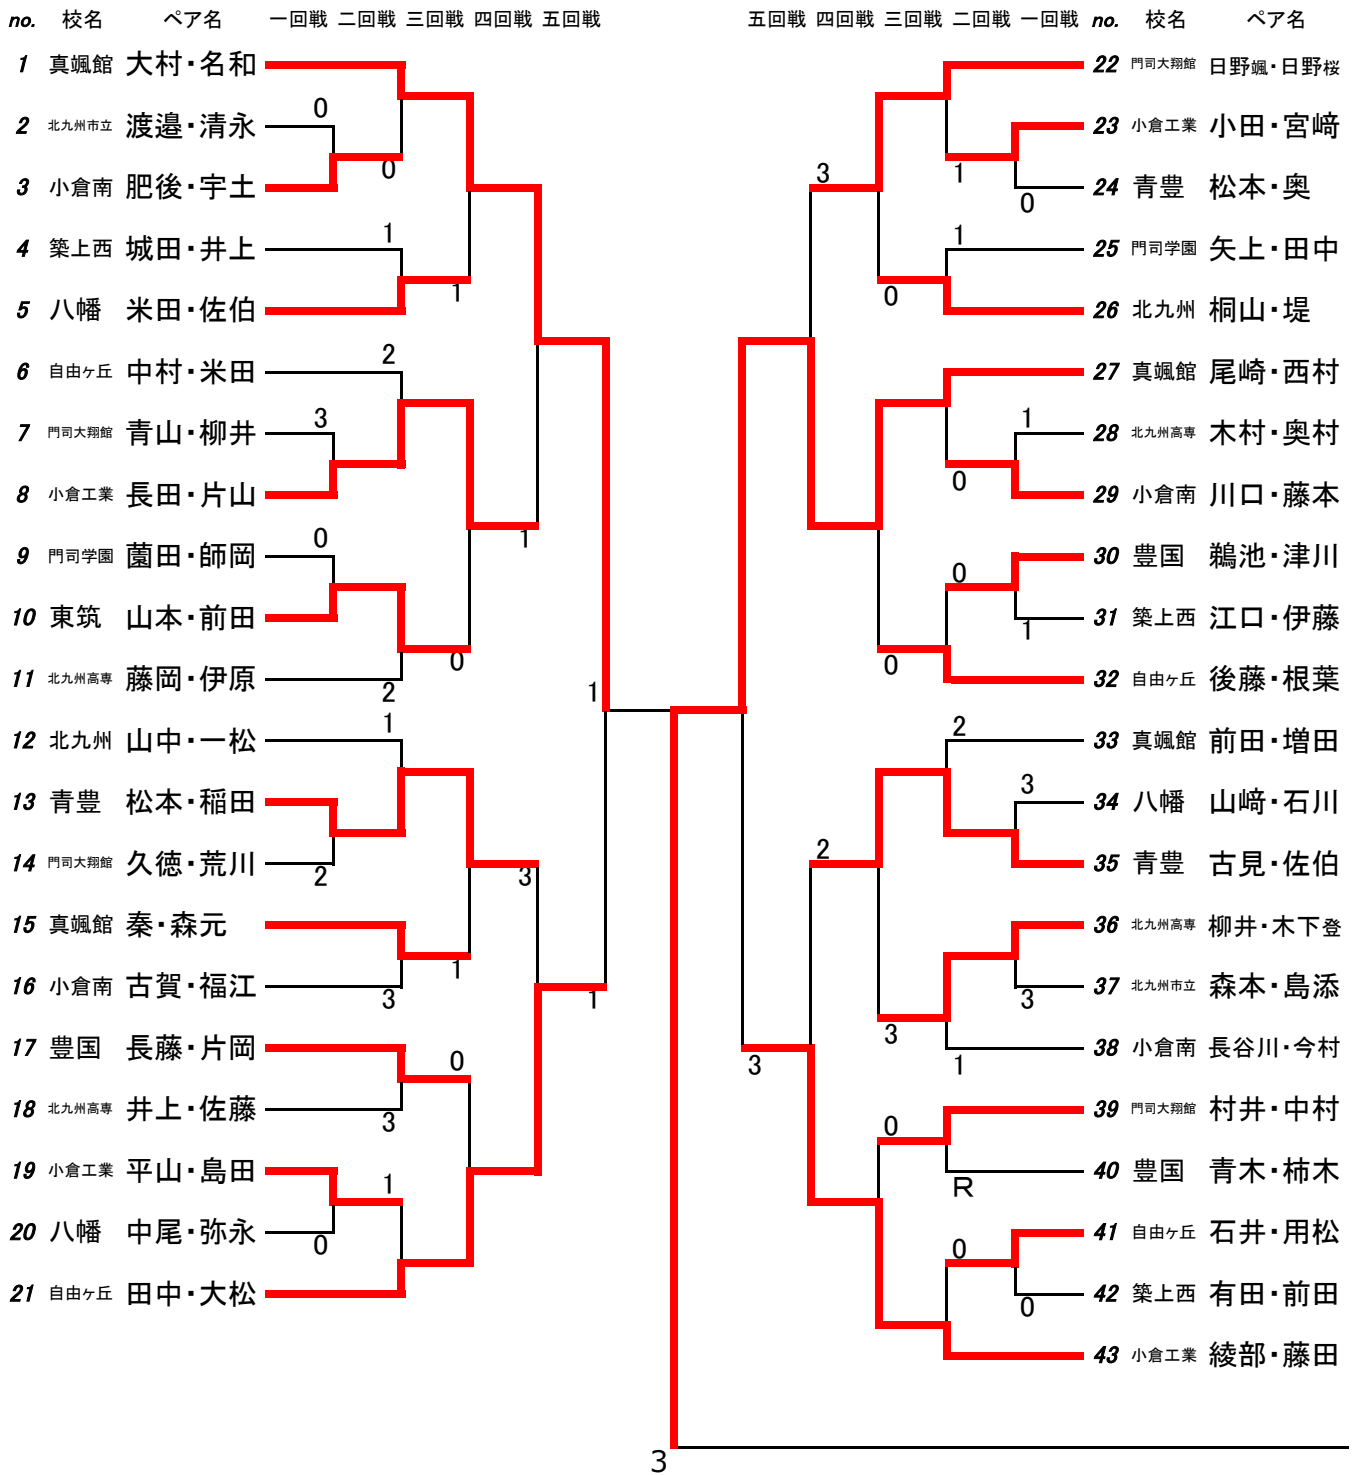 no. 校名 ペア名 一回戦 二回戦 三回戦 四回戦 五回戦
1 真颯館 大村・名和
0
2 北九州市立 渡邉・清永
0
3 小倉南 肥後・宇土
1
4 築上西 城田・井上
1
5 八幡 米田・佐伯
2
6 自由ヶ丘 中村・米田
3
7 門司大翔館 青山・柳井
8 小倉工業 長田・片山
0 1
9 門司学園 薗田・師岡
10 東筑 山本・前田
0
11 北九州高専 藤岡・伊原
2 1
1
12 北九州 山中・一松
13 青豊 松本・稲田
14 門司大翔館 久徳・荒川
2 3
15 真颯館 秦・森元
1
16 小倉南 古賀・福江
3 1
17 豊国 長藤・片岡
0
18 北九州高専 井上・佐藤
3
19 小倉工業 平山・島田
1
20 八幡 中尾・弥永
0
21 自由ヶ丘 田中・大松
五回戦 四回戦 三回戦 二回戦 一回戦 no. 校名 ペア名
22 門司大翔館 日野颯・日野桜
23 小倉工業 小田・宮﨑
3 1
24 青豊 松本・奥
0
1
25 門司学園 矢上・田中
0
26 北九州 桐山・堤
27 真颯館 尾崎・西村
1
28 北九州高専 木村・奥村
0
29 小倉南 川口・藤本
30 豊国 鵜池・津川
0
31 築上西 江口・伊藤
1
0
32 自由ヶ丘 後藤・根葉
2
33 真颯館 前田・増田
3
34 八幡 山﨑・石川
2
35 青豊 古見・佐伯
36 北九州高専 柳井・木下登
37 北九州市立 森本・島添
3
3
38 小倉南 長谷川・今村
3 1
39 門司大翔館 村井・中村
0
40 豊国 青木・柿木
R
41 自由ヶ丘 石井・用松
0
42 築上西 有田・前田
0
43 小倉工業 綾部・藤田
3